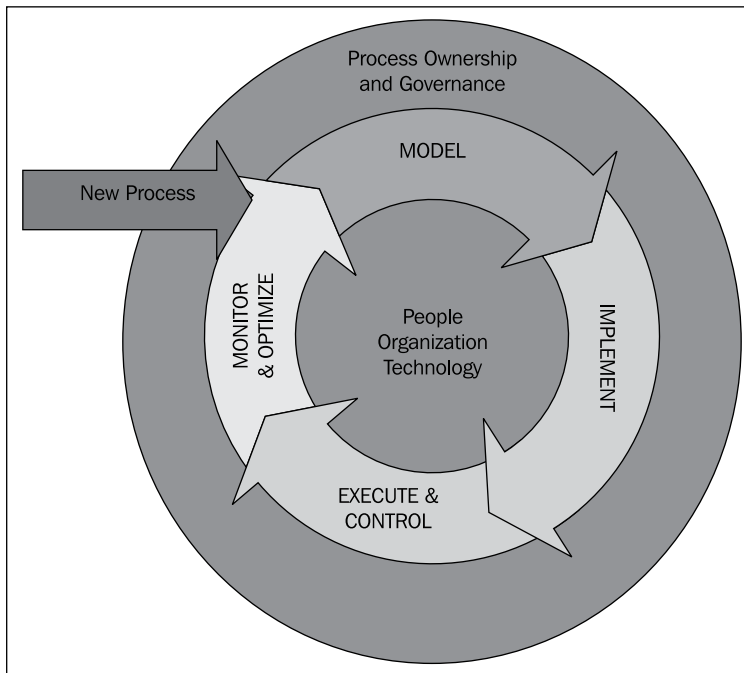 Process Ownership
and Governance
MODEL
New Process
IMPLEMENT
People
Organization
Technology
MONITOR
& OPTIMIZE
EXECUTE &
CONTROL